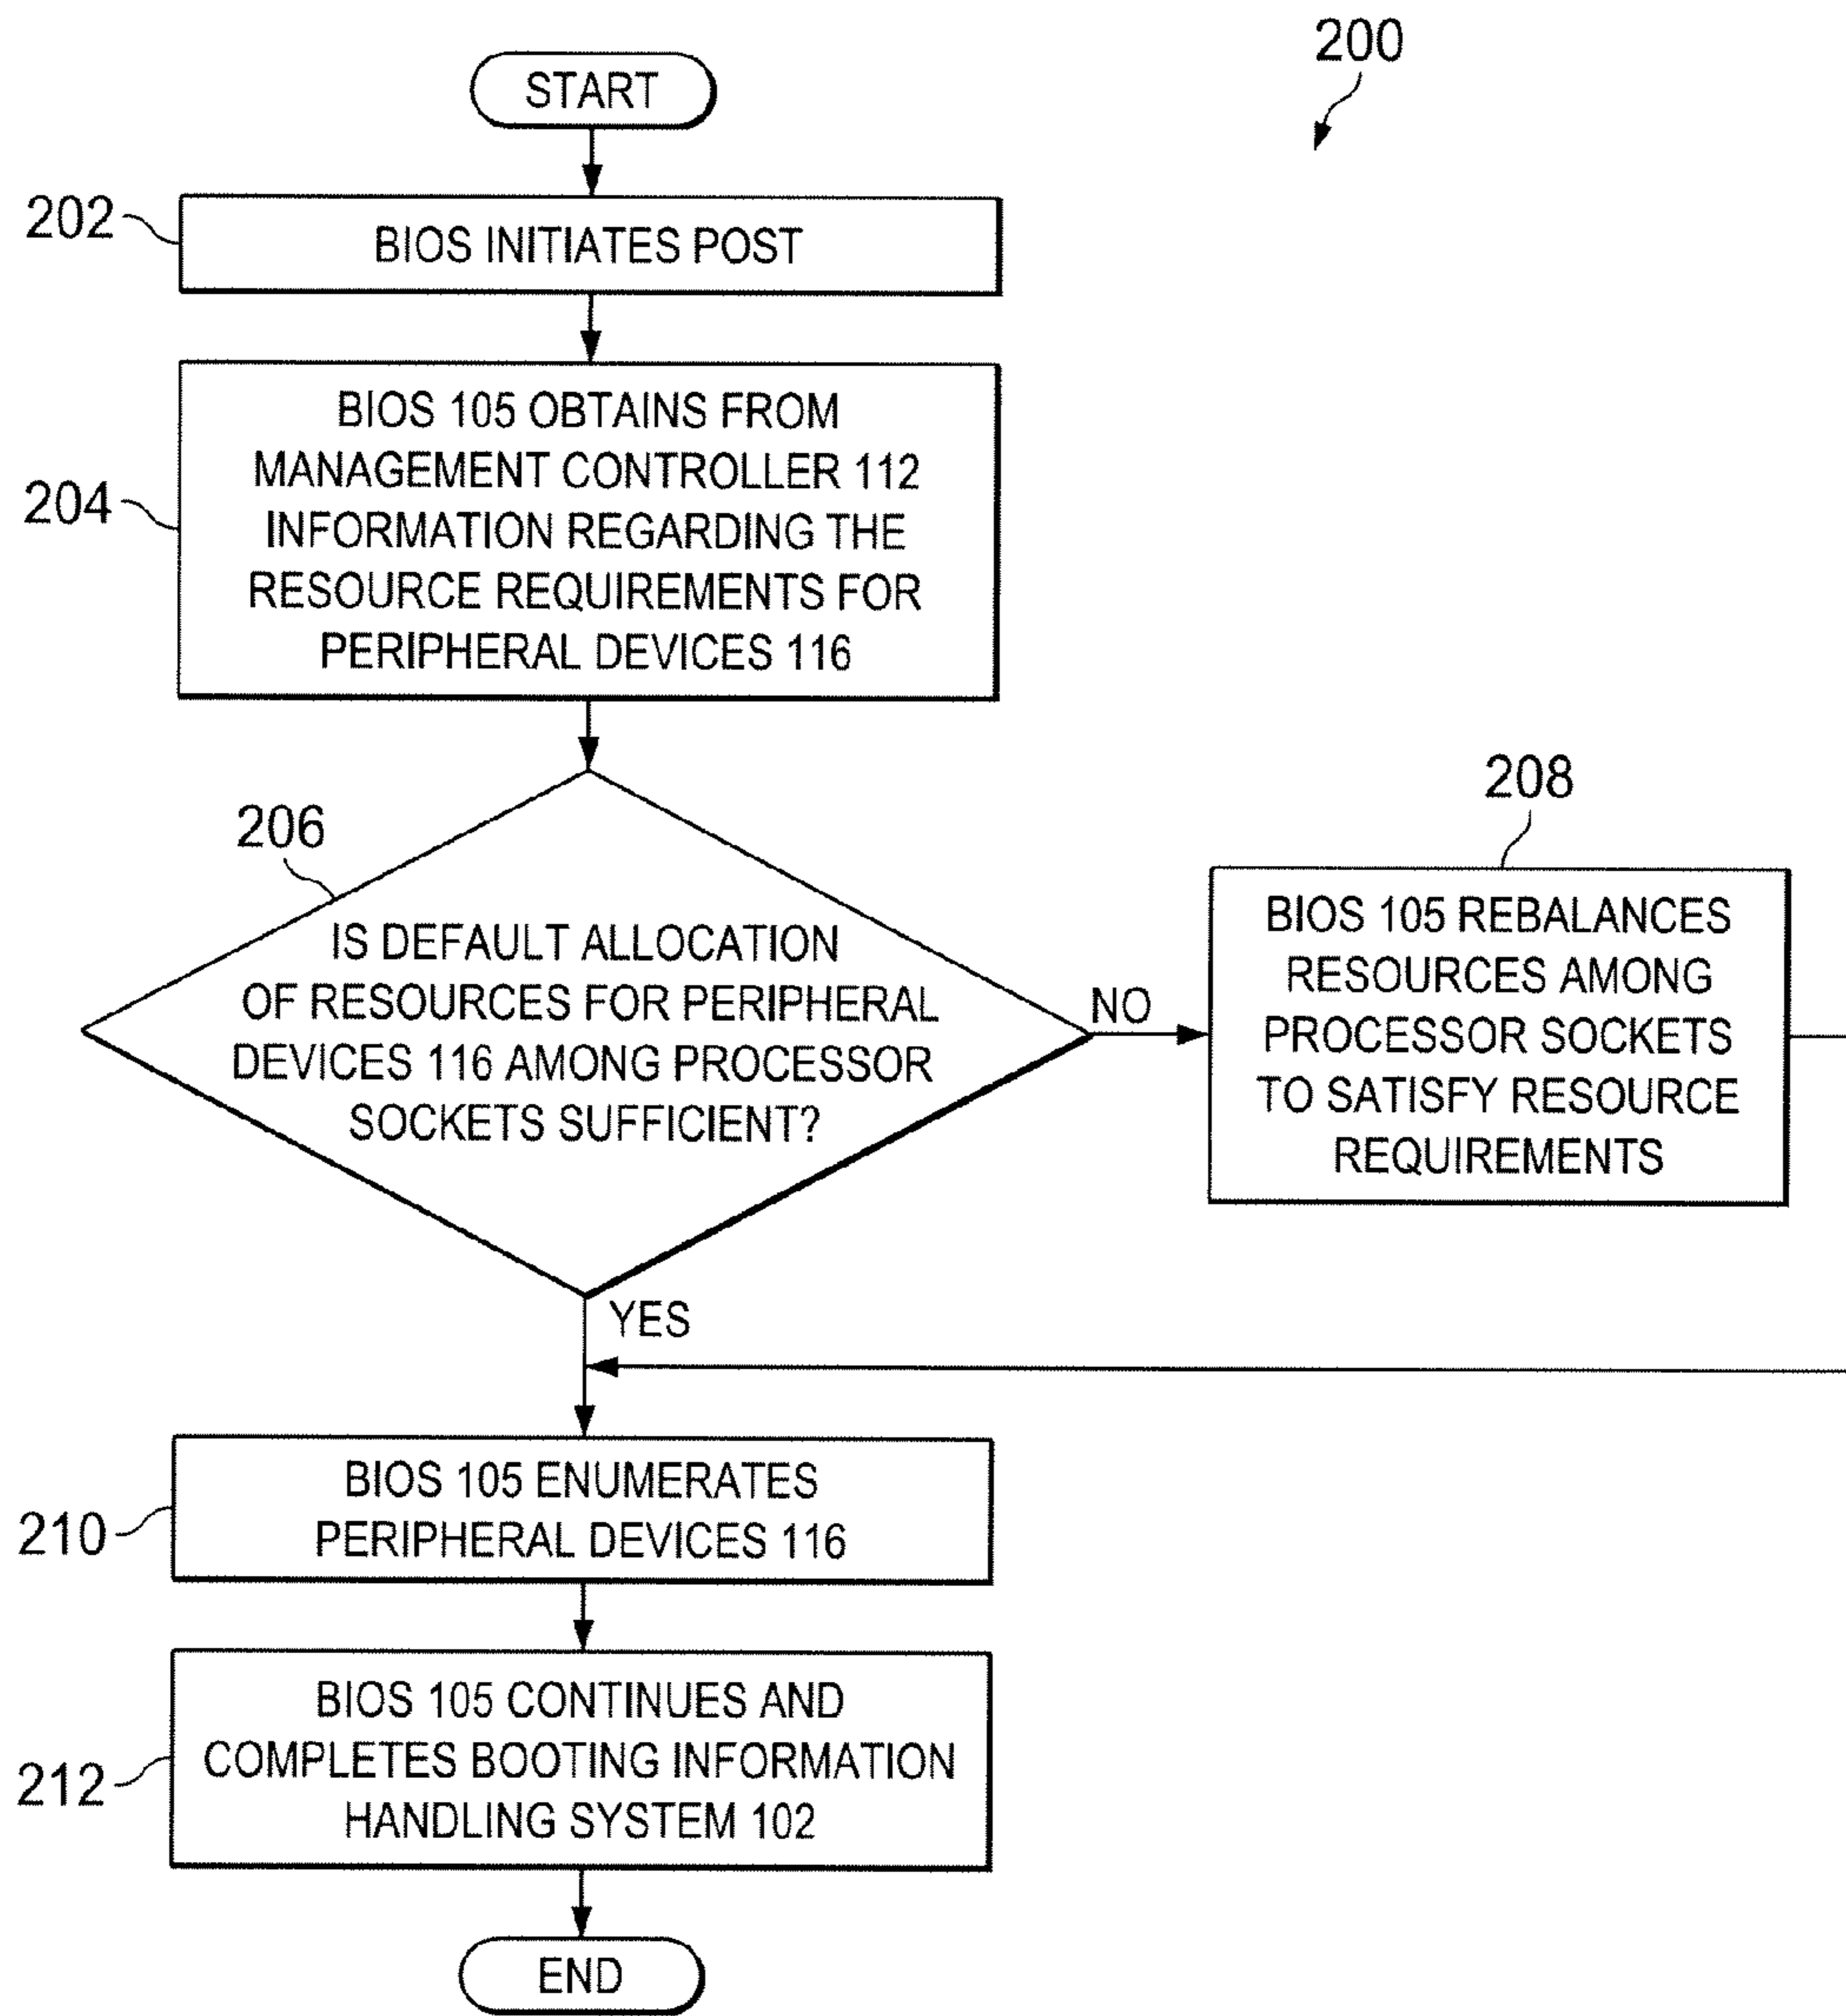 200
START
202
BIOS INITIATES POST
204
BIOS 105 OBTAINS FROM
MANAGEMENT CONTROLLER 112
INFORMATION REGARDING THE
RESOURCE REQUIREMENTS FOR
PERIPHERAL DEVICES 116
206
IS DEFAULT ALLOCATION
OF RESOURCES FOR PERIPHERAL
DEVICES 116 AMONG PROCESSOR
SOCKETS SUFFICIENT?
NO
208
BIOS 105 REBALANCES
RESOURCES AMONG
PROCESSOR SOCKETS
TO SATISFY RESOURCE
REQUIREMENTS
YES
210
BIOS 105 ENUMERATES
PERIPHERAL DEVICES 116
212
BIOS 105 CONTINUES AND
COMPLETES BOOTING INFORMATION
HANDLING SYSTEM 102
END